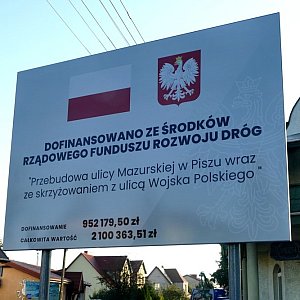 DOFINANSOWANO ZE ŚRODKÓW
RZĄDOWEGO FUNDUSZU ROZWOJU DRÓG
"Przebudowa ulicy Mazurskiej w Piszu wraz
ze skrzyżowaniem z ulicą Wojska Polskiego "
DOFINANSOWANIE 952 179,50 zł
CAŁKOWITA WARTOŚĆ 2 100 363,51 zł